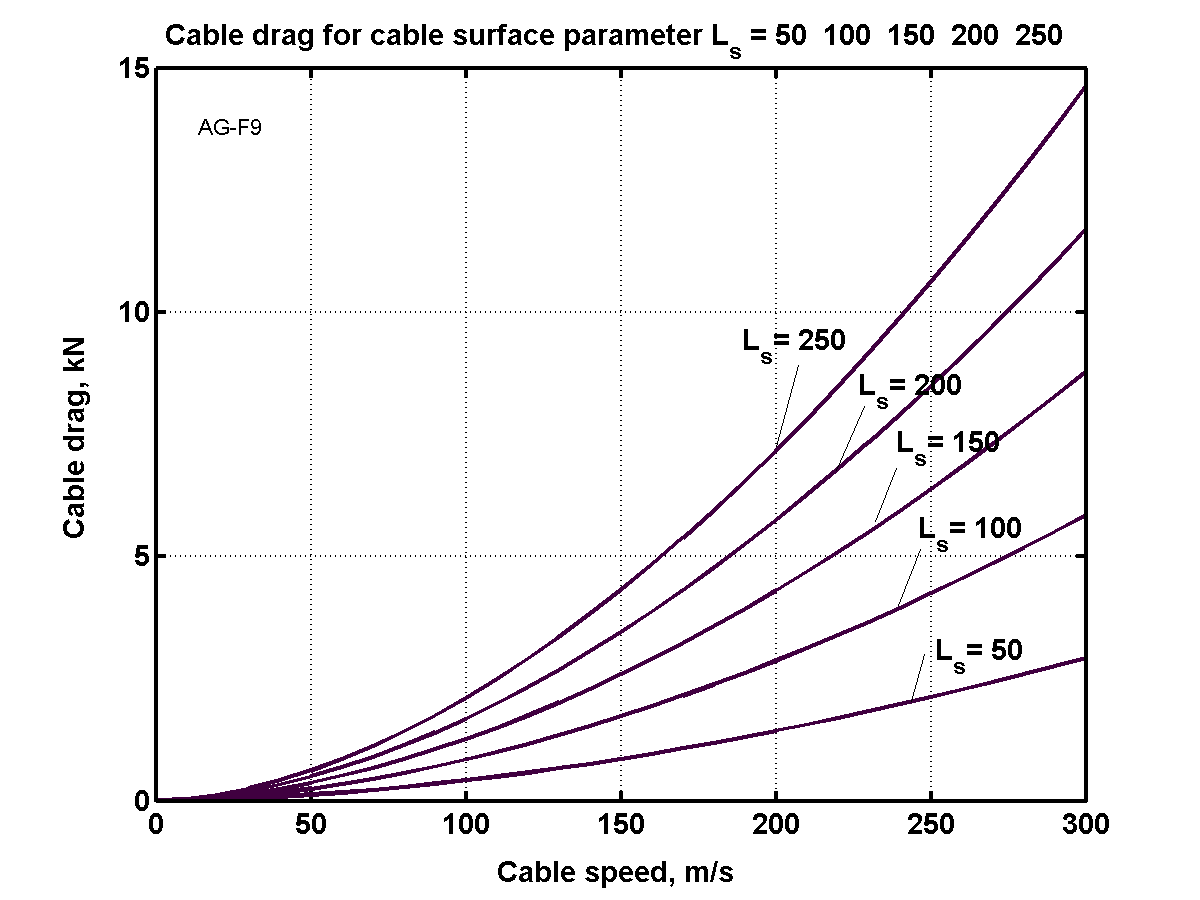 Cable drag for cable surface parameter Ls = 50 100 150 200 250
15
AG-F9
10
Ls= 250
Ls= 200
Ls= 150
Cable drag, kN
5
Ls= 100
Ls= 50
0
0 50 100 150 200 250 300
Cable speed, m/s